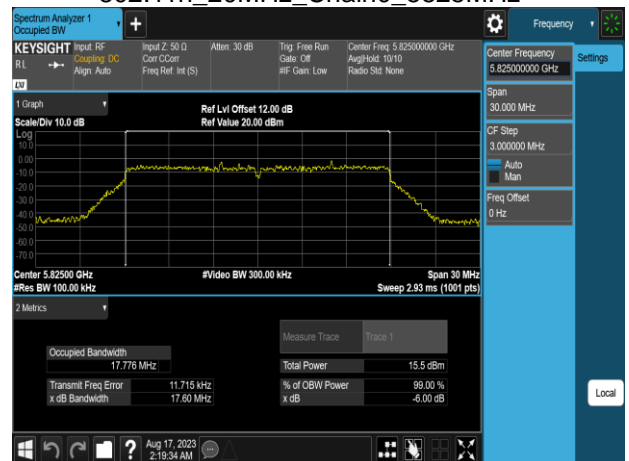 Spectrum Analyzer 1
Occupied BW
+
Frequency
KEYSIGHT
RL
LXI
Input: RF
Coupling: DC
Align: Auto
Input Z: 50 Ω
Corr CCorr
Freq Ref: Int (S)
Atten: 30 dB
Trig: Free Run
Gate: Off
#IF Gain: Low
Center Freq: 5.825000000 GHz
Avg|Hold: 10/10
Radio Std: None
Center Frequency
5.825000000 GHz
Settings
Span
30.000 MHz
CF Step
3.000000 MHz
Auto
Man
Freq Offset
0 Hz
1 Graph
Scale/Div 10.0 dB
Ref Lvl Offset 12.00 dB
Ref Value 20.00 dBm
Log
10.0
0.00
-10.0
-20.0
-30.0
-40.0
-50.0
-60.0
-70.0
Center 5.82500 GHz
#Video BW 300.00 kHz
Span 30 MHz
#Res BW 100.00 kHz
Sweep 2.93 ms (1001 pts)
2 Metrics
Measure Trace
Trace 1
Occupied Bandwidth
17.776 MHz
Total Power
15.5 dBm
Transmit Freq Error
11.715 kHz
% of OBW Power
99.00 %
x dB Bandwidth
17.60 MHz
x dB
-6.00 dB
Local
?
Aug 17, 2023
2:19:34 AM